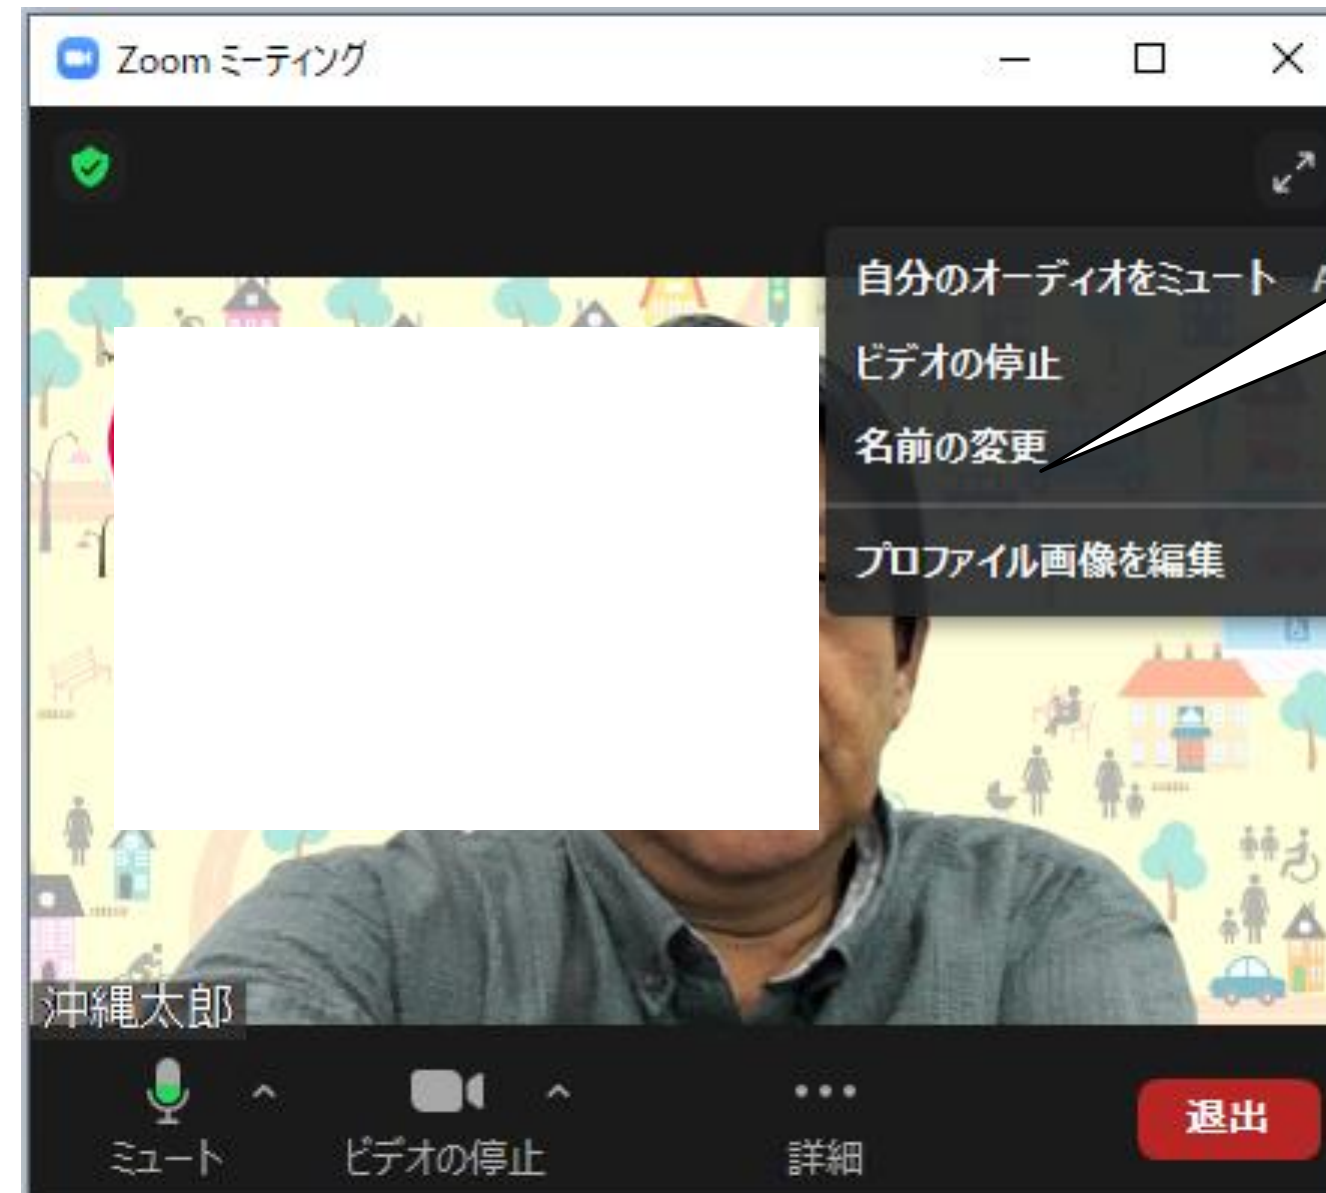 Zoom ミーティング
自分のオーディオをミュート A
ビデオの停止
名前の変更
プロファイル画像を編集
沖縄太郎
ミュート
ビデオの停止
詳細
退出